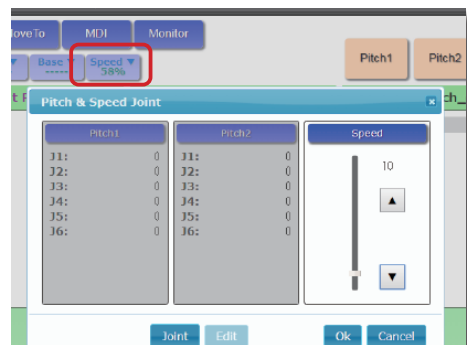 MoveTo MDI Monitor
Base ▼ Speed ▼
----- 58%
Pitch1 Pitch2
Pitch & Speed Joint
Pitch1 Pitch2 Speed
J1: 0 J1: 0
J2: 0 J2: 0
J3: 0 J3: 0
J4: 0 J4: 0
J5: 0 J5: 0
J6: 0 J6: 0
10
Joint Edit Ok Cancel